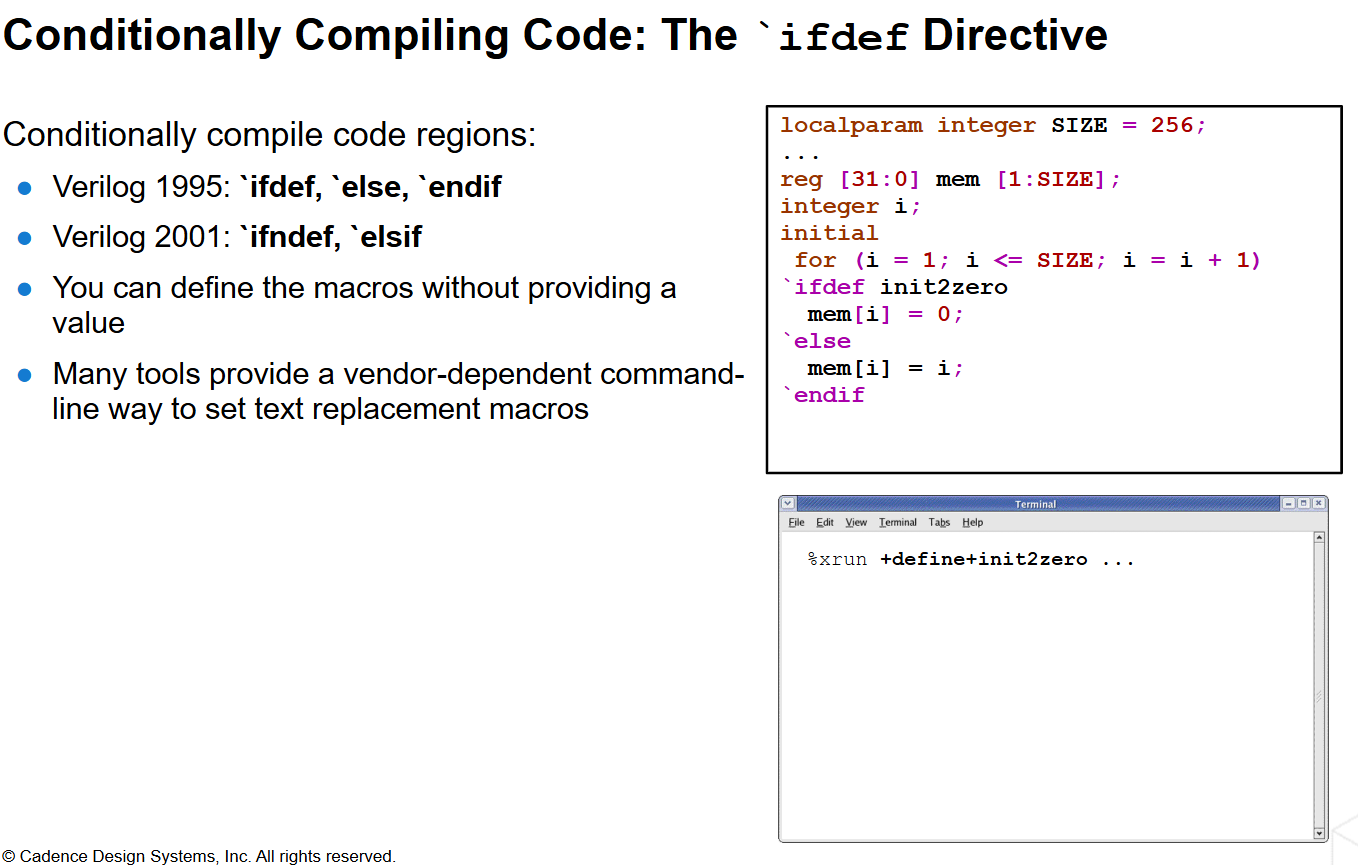 Conditionally Compiling Code: The `ifdef Directive
Conditionally compile code regions:
● Verilog 1995: `ifdef, `else, `endif
● Verilog 2001: `ifndef, `elsif
● You can define the macros without providing a
value
● Many tools provide a vendor-dependent command-
line way to set text replacement macros
localparam integer SIZE = 256;
...
reg [31:0] mem [1:SIZE];
integer i;
initial
 for (i = 1; i <= SIZE; i = i + 1)
`ifdef init2zero
  mem[i] = 0;
`else
  mem[i] = i;
`endif
Terminal
File Edit View Terminal Tabs Help
%xrun +define+init2zero ...
© Cadence Design Systems, Inc. All rights reserved.